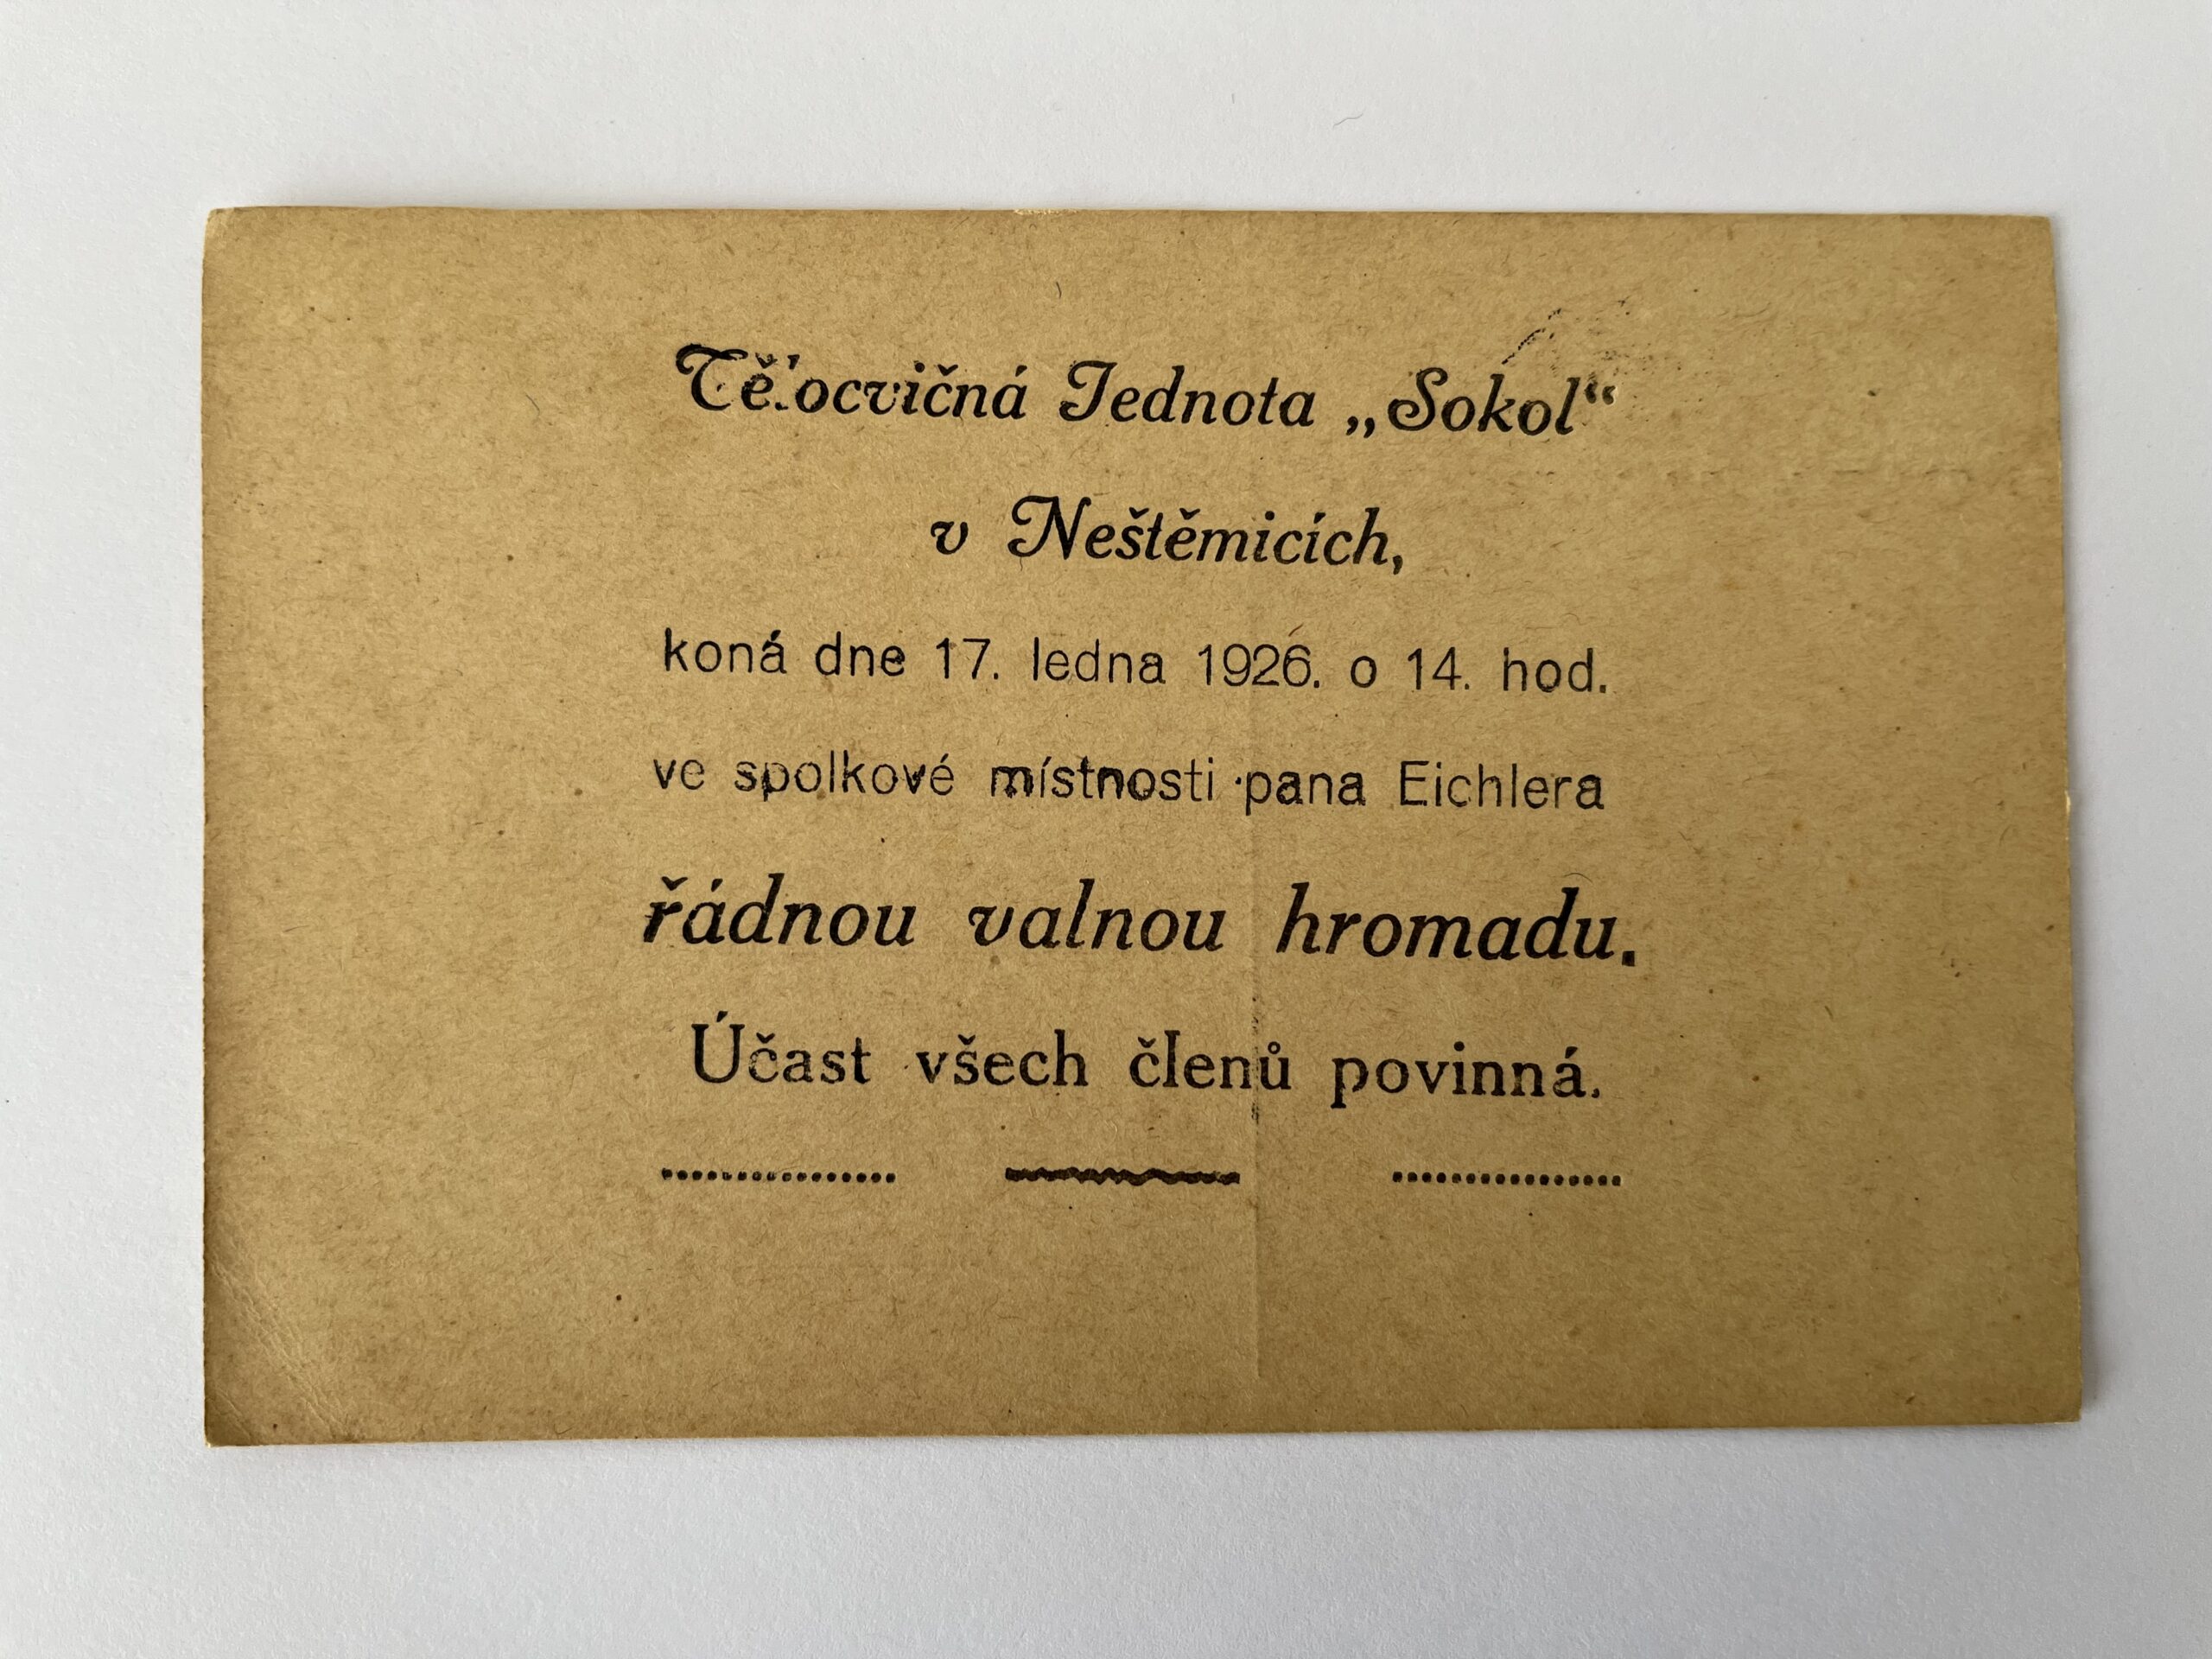 Tělocvičná Jednota „Sokol“
v Neštěmicích,
koná dne 17. ledna 1926. o 14. hod.
ve spolkové místnosti pana Eichlera
řádnou valnou hromadu.
Účast všech členů povinná.